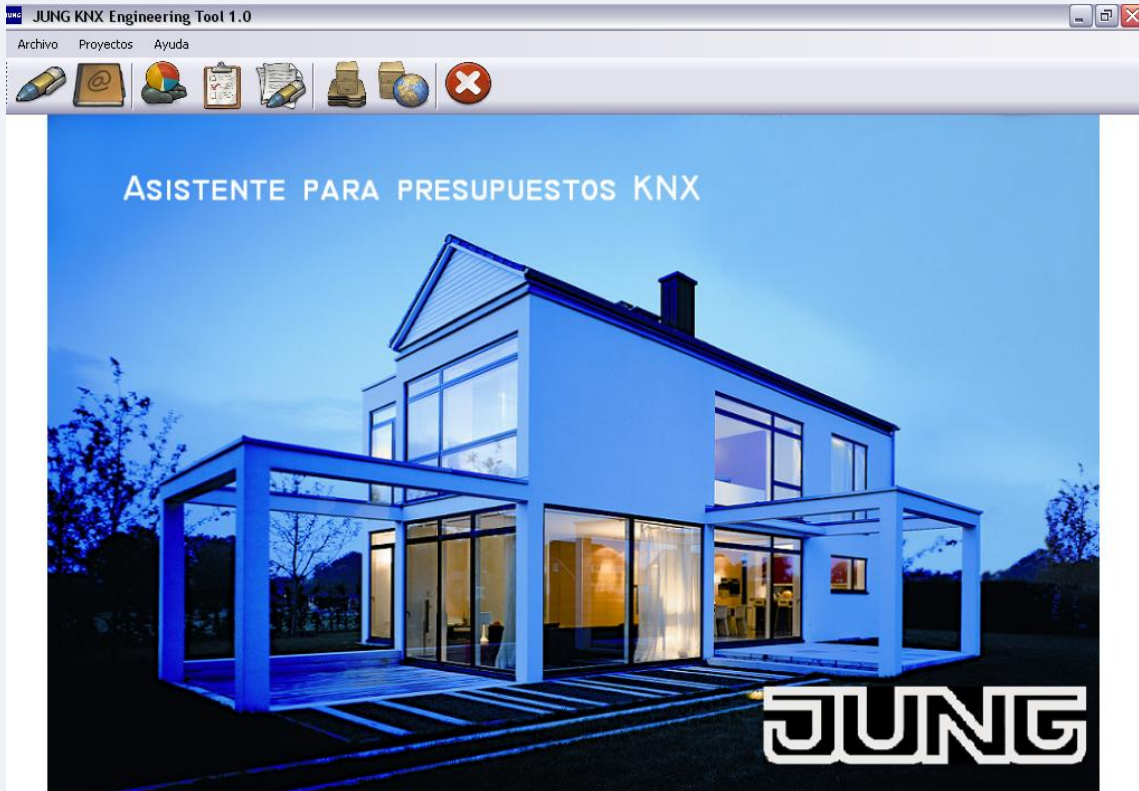 JUNG KNX Engineering Tool 1.0
Archivo Proyectos Ayuda
@
ASISTENTE PARA PRESUPUESTOS KNX
JUNG